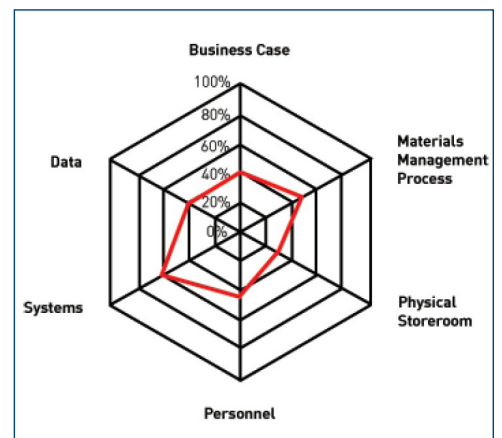 Business Case
100%
80%
60%
40%
20%
0%
Data
Materials
Management
Process
Systems
Physical
Storeroom
Personnel